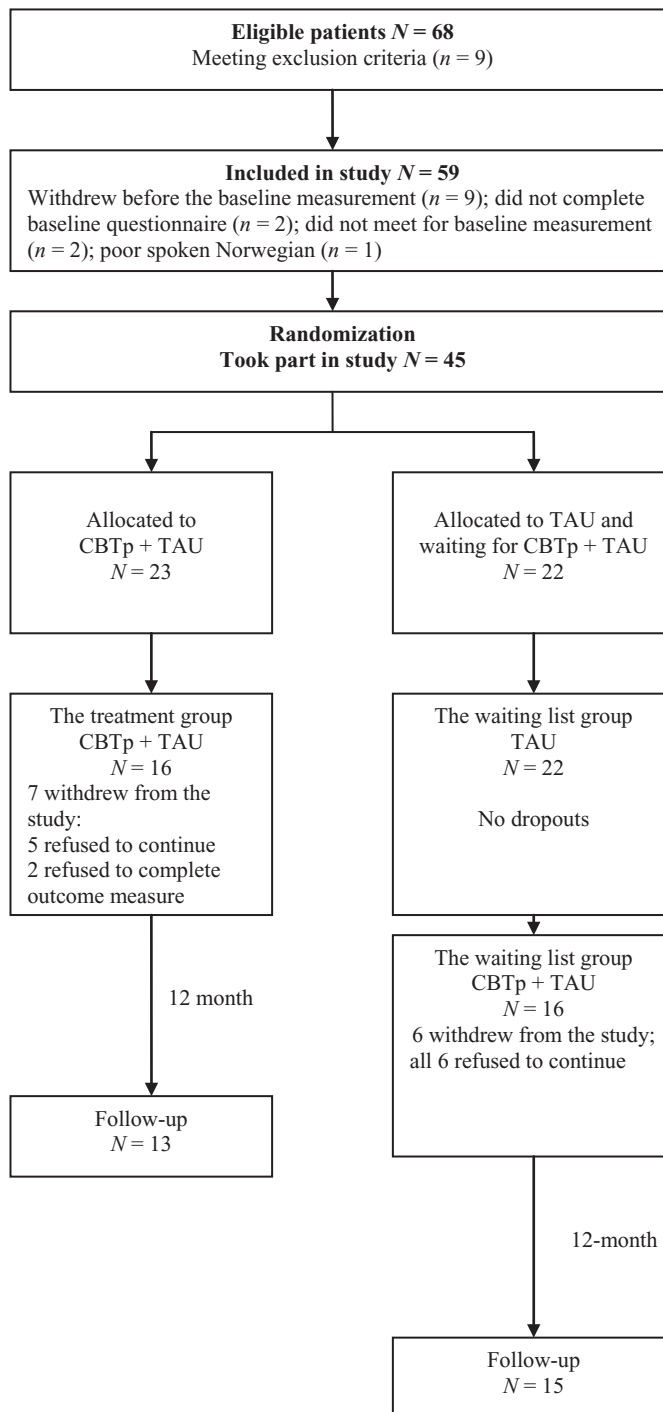 Eligible patients N = 68
Meeting exclusion criteria (n = 9)
Included in study N = 59
Withdrew before the baseline measurement (n = 9); did not complete
baseline questionnaire (n = 2); did not meet for baseline measurement
(n = 2); poor spoken Norwegian (n = 1)
Randomization
Took part in study N = 45
Allocated to
CBTp + TAU
N = 23
Allocated to TAU and
waiting for CBTp + TAU
N = 22
The treatment group
CBTp + TAU
N = 16
7 withdrew from the
study:
5 refused to continue
2 refused to complete
outcome measure
The waiting list group
TAU
N = 22
No dropouts
The waiting list group
CBTp + TAU
N = 16
6 withdrew from the study;
all 6 refused to continue
12 month
Follow-up
N = 13
12-month
Follow-up
N = 15